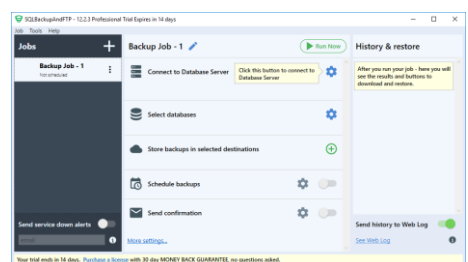 SQLBackupAndFTP - 12.2.3 Professional Trial Expires in 14 days
Job Tools Help
Jobs
Backup Job - 1
Not scheduled
Send service down alerts
email
Backup Job - 1
Run Now
Connect to Database Server
Click this button to connect to
Database Server
Select databases
Store backups in selected destinations
Schedule backups
Send confirmation
More settings...
History & restore
After you run your job - here you will
see the results and buttons to
download and restore.
Send history to Web Log
See Web Log
Your trial ends in 14 days. Purchase a license with 30 day MONEY BACK GUARANTEE, no questions asked.